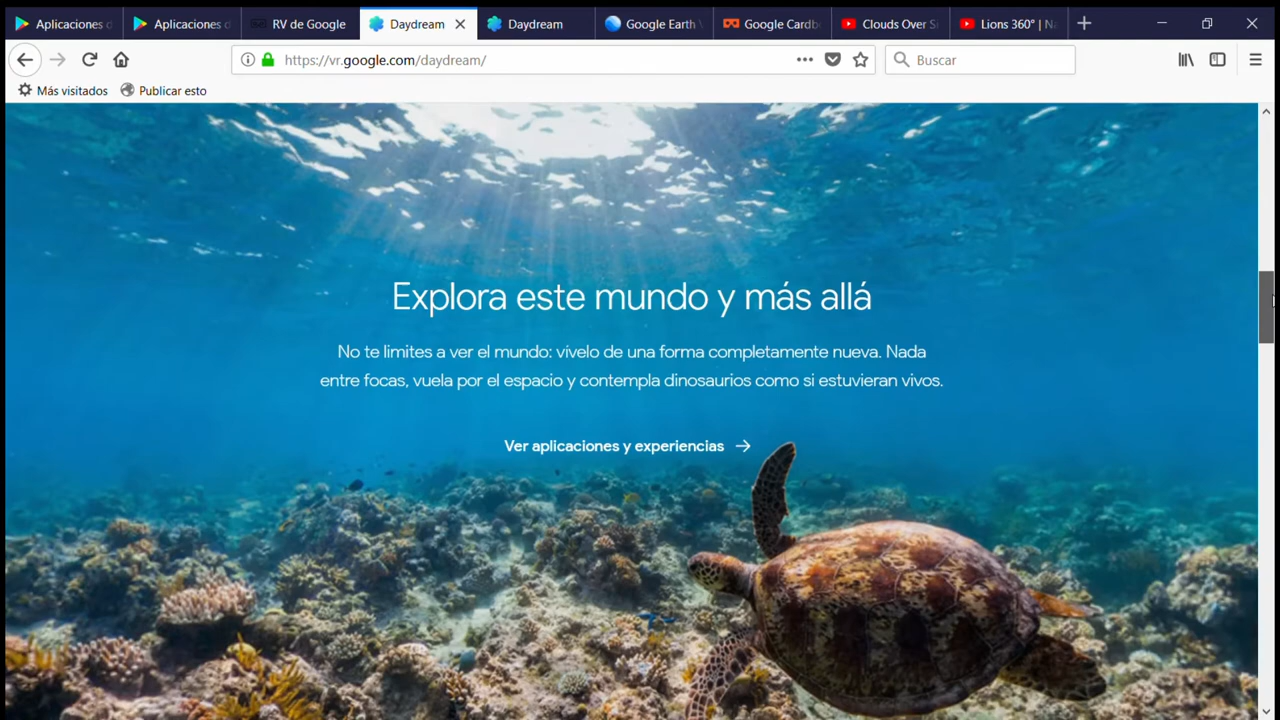 Aplicaciones d
Aplicaciones d
RV de Google
Daydream
Daydream
Google Earth V
Google Cardb
Clouds Over Si
Lions 360° | Na
https://vr.google.com/daydream/
Buscar
Más visitados
Publicar esto
Explora este mundo y más allá
No te limites a ver el mundo: vívelo de una forma completamente nueva. Nada
entre focas, vuela por el espacio y contempla dinosaurios como si estuvieran vivos.
Ver aplicaciones y experiencias